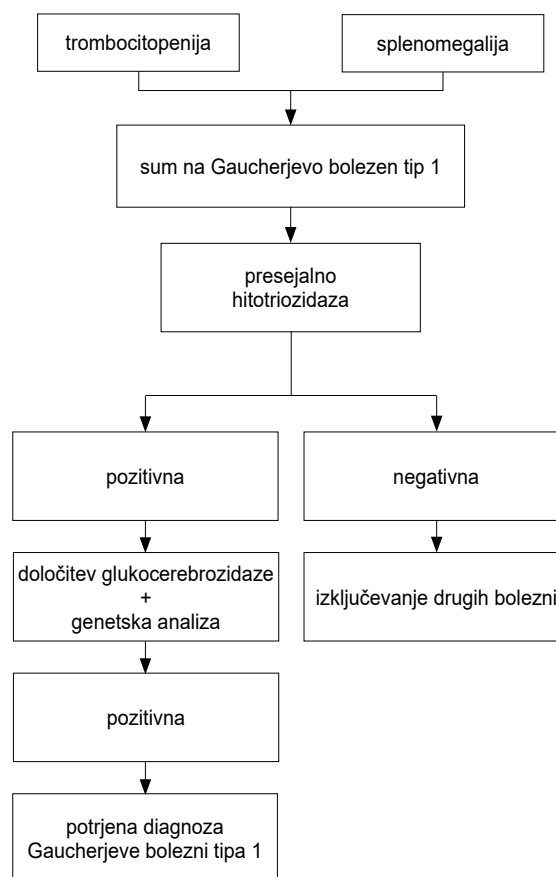 trombocitopenija
splenomegalija
sum na Gaucherjevo bolezen tip 1
presejalno
hitotriozidaza
pozitivna
negativna
določitev glukocerebrozidaze
+
genetska analiza
izključevanje drugih bolezni
pozitivna
potrjena diagnoza
Gaucherjeve bolezni tipa 1